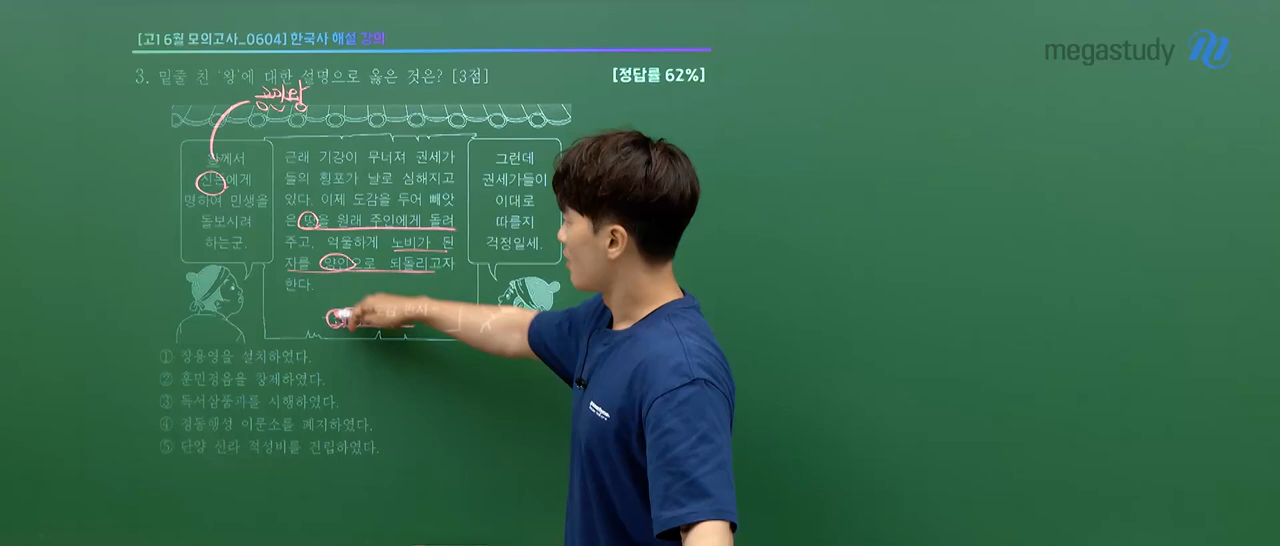 [고1 6월 모의고사_0604] 한국사 해설 강의
megastudy
3. 밑줄 친 '왕'에 대한 설명으로 옳은 것은? [3점]
[정답률 62%]
공민왕
왕께서
신돈에게
명하여 민생을
돌보시려
하는군.
근래 기강이 무너져 권세가
들의 횡포가 날로 심해지고
있다. 이제 도감을 두어 빼앗
은 땅을 원래 주인에게 돌려
주고, 억울하게 노비가 된
자를 양인으로 되돌리고자
한다.
그런데
권세가들이
이대로
따를지
걱정일세.
① 장용영을 설치하였다.
② 훈민정음을 창제하였다.
③ 독서삼품과를 시행하였다.
④ 정동행성 이문소를 폐지하였다.
⑤ 단양 신라 적성비를 건립하였다.